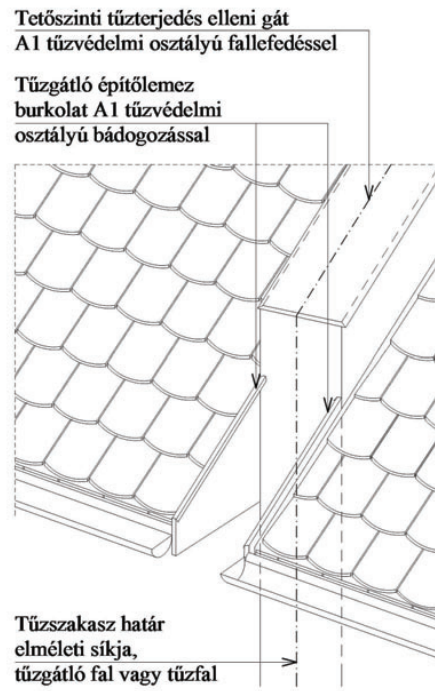 Tetőszinti tűzterjedés elleni gát
A1 tűzvédelmi osztályú fallefedéssel
Tűzgátló építőlemez
burkolat A1 tűzvédelmi
osztályú bádogozással
Tűzszakasz határ
elméleti síkja,
tűzgátló fal vagy tűzfal